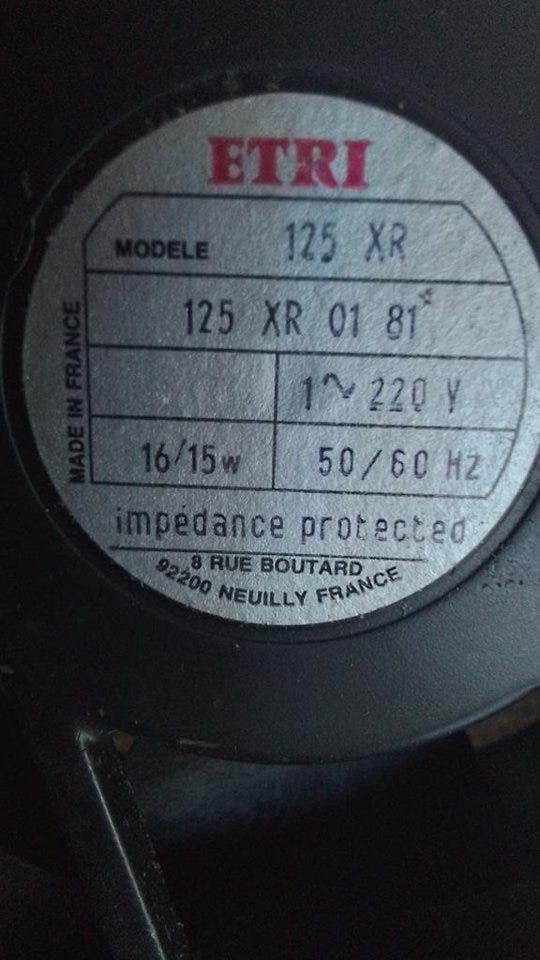 ETRI
MODELE 125 XR
125 XR 01 81
1~ 220 V
16/15w 50/60 Hz
impédance protected
8 RUE BOUTARD
92200 NEUILLY FRANCE
MADE IN FRANCE